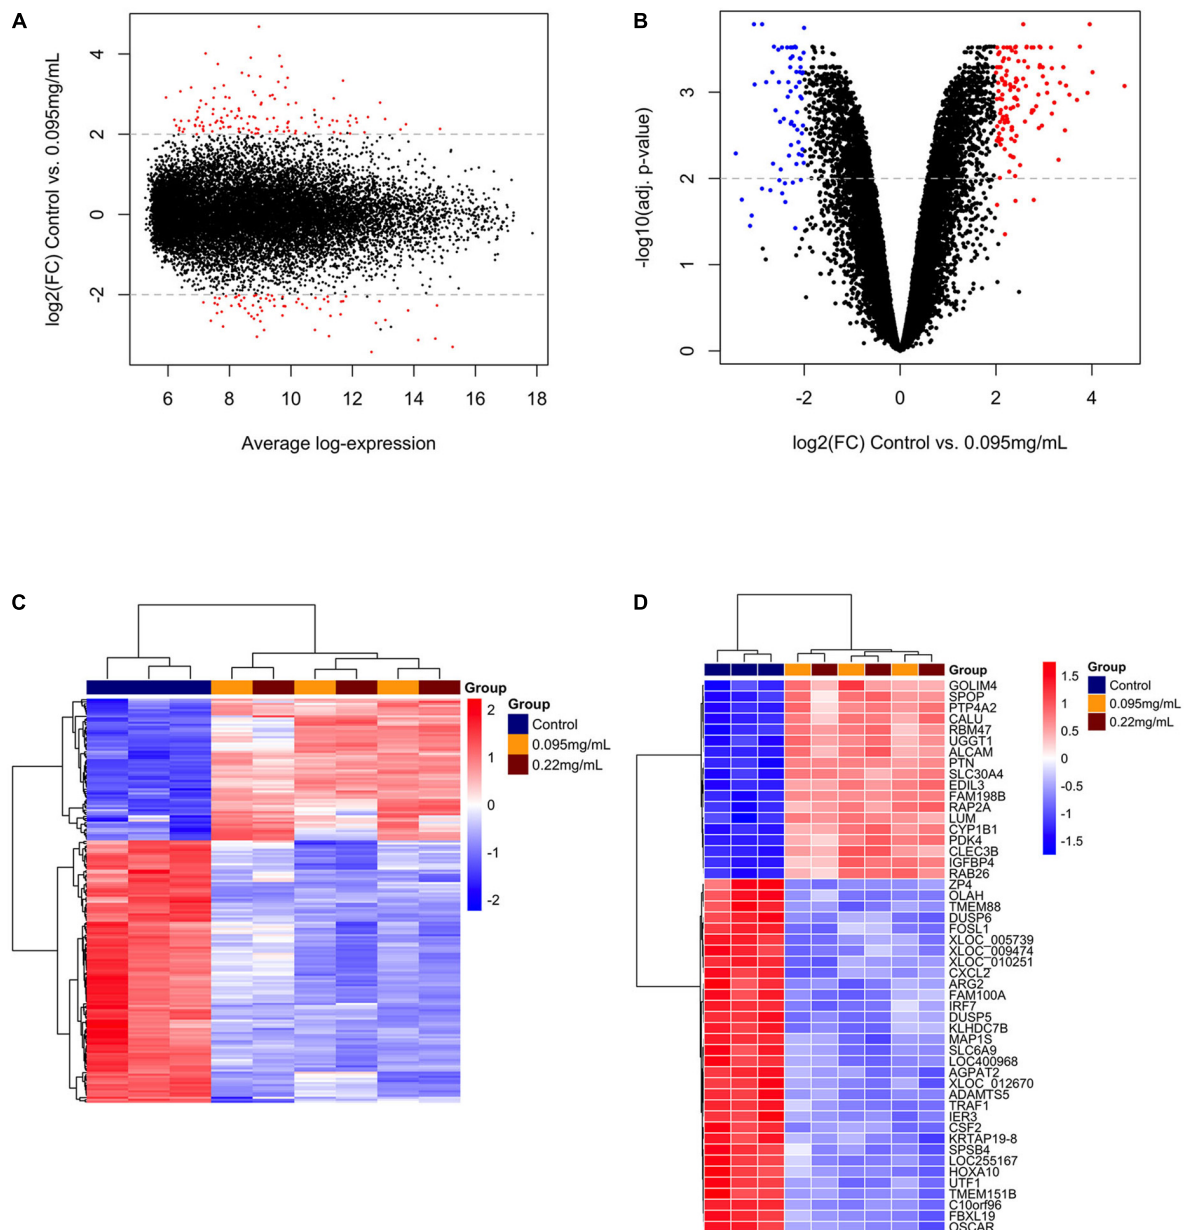 A
log2(FC) Control vs. 0.095mg/mL
4
2
0
-2
6 8 10 12 14 16 18
Average log-expression
B
-log10(adj. p-value)
3
2
1
0
-2 0 2 4
log2(FC) Control vs. 0.095mg/mL
C
Group
2
1
0
-1
-2
Group
Control
0.095mg/mL
0.22mg/mL
D
Group
GOLIM4
SPOP
PTP4A2
CALU
RBM47
UGGT1
ALCAM
PTN
SLC30A4
EDIL3
FAM198B
RAP2A
LUM
CYP1B1
PDK4
CLEC3B
IGFBP4
RAB26
ZP4
OLAH
TMEM88
DUSP6
FOSL1
XLOC_005739
XLOC_009474
XLOC_010251
CXCL2
ARG2
FAM100A
IRF7
DUSP5
KLHDC7B
MAP1S
SLC6A9
LOC400968
AGPAT2
XLOC_012670
ADAMTS5
TRAF1
IER3
CSF2
KRTAP19-8
SPSB4
LOC255167
HOXA10
UTF1
TMEM151B
C10orf96
FBXL19
OSCAR
1.5
1
0.5
0
-0.5
-1
-1.5
Group
Control
0.095mg/mL
0.22mg/mL